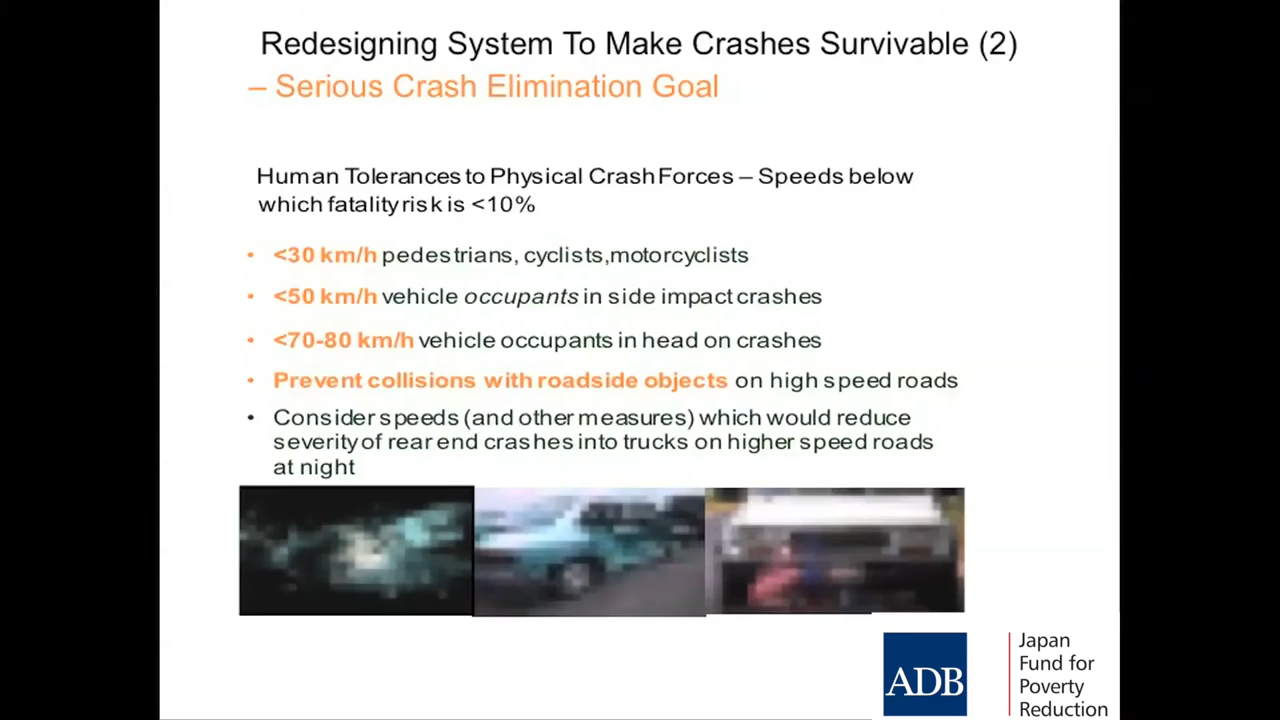 Redesigning System To Make Crashes Survivable (2)
– Serious Crash Elimination Goal
Human Tolerances to Physical Crash Forces – Speeds below
which fatality risk is <10%
• <30 km/h pedestrians, cyclists,motorcyclists
• <50 km/h vehicle occupants in side impact crashes
• <70-80 km/h vehicle occupants in head on crashes
• Prevent collisions with roadside objects on high speed roads
• Consider speeds (and other measures) which would reduce
severity of rear end crashes into trucks on higher speed roads
at night
ADB
Japan
Fund for
Poverty
Reduction